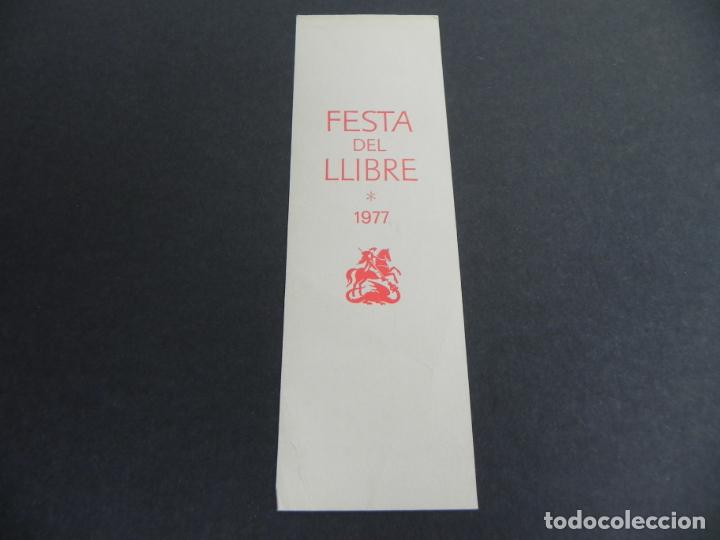 FESTA
DEL
LLIBRE
*
1977
todocoleccion